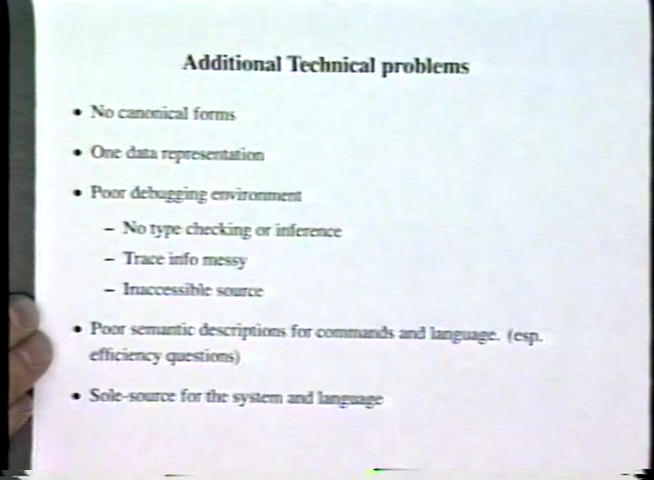 Additional Technical problems
• No canonical forms
• One data representation
• Poor debugging environment
– No type checking or inference
– Trace info messy
– Inaccessible source
• Poor semantic descriptions for commands and language. (esp.
efficiency questions)
• Sole-source for the system and language